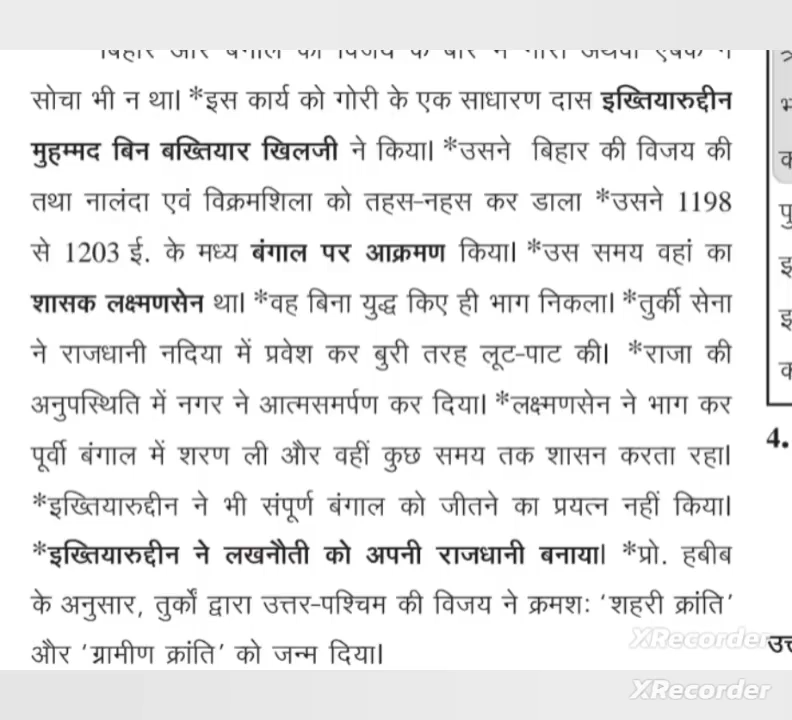 सोचा भी न था। *इस कार्य को गोरी के एक साधारण दास इख्तियारुद्दीन
मुहम्मद बिन बख्तियार खिलजी ने किया। *उसने बिहार की विजय की
तथा नालंदा एवं विक्रमशिला को तहस-नहस कर डाला *उसने 1198
से 1203 ई. के मध्य बंगाल पर आक्रमण किया। *उस समय वहां का
शासक लक्ष्मणसेन था। *वह बिना युद्ध किए ही भाग निकला। *तुर्की सेना
ने राजधानी नदिया में प्रवेश कर बुरी तरह लूट-पाट की। *राजा की
अनुपस्थिति में नगर ने आत्मसमर्पण कर दिया। *लक्ष्मणसेन ने भाग कर
पूर्वी बंगाल में शरण ली और वहीं कुछ समय तक शासन करता रहा।
*इख्तियारुद्दीन ने भी संपूर्ण बंगाल को जीतने का प्रयत्न नहीं किया।
*इख्तियारुद्दीन ने लखनौती को अपनी राजधानी बनाया। *प्रो. हबीब
के अनुसार, तुर्कों द्वारा उत्तर-पश्चिम की विजय ने क्रमशः 'शहरी क्रांति'
और 'ग्रामीण क्रांति' को जन्म दिया।
4.
XRecorder
XRecorder